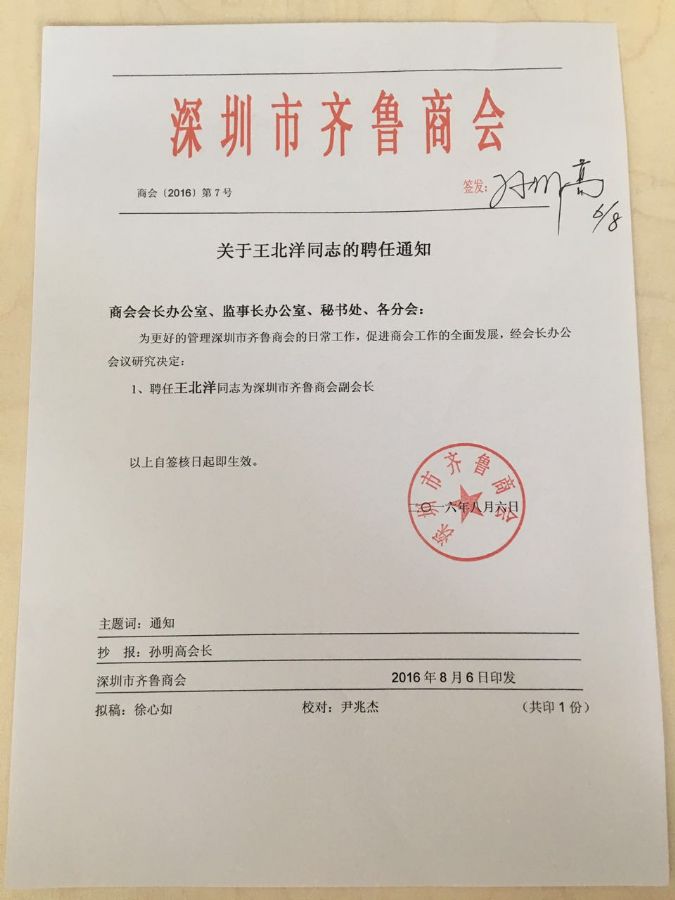 深圳市齐鲁商会
商会〔2016〕第7号
签发：孙明高
6/8
关于王北洋同志的聘任通知
商会会长办公室、监事长办公室、秘书处、各分会：
为更好的管理深圳市齐鲁商会的日常工作，促进商会工作的全面发展，经会长办公
会议研究决定：
1、聘任王北洋同志为深圳市齐鲁商会副会长
以上自签核日起即生效。
深圳市齐鲁商会
二〇一六年八月六日
主题词：通知
抄 报：孙明高会长
深圳市齐鲁商会 2016年8月6日印发
拟稿：徐心如 校对：尹兆杰 （共印1份）